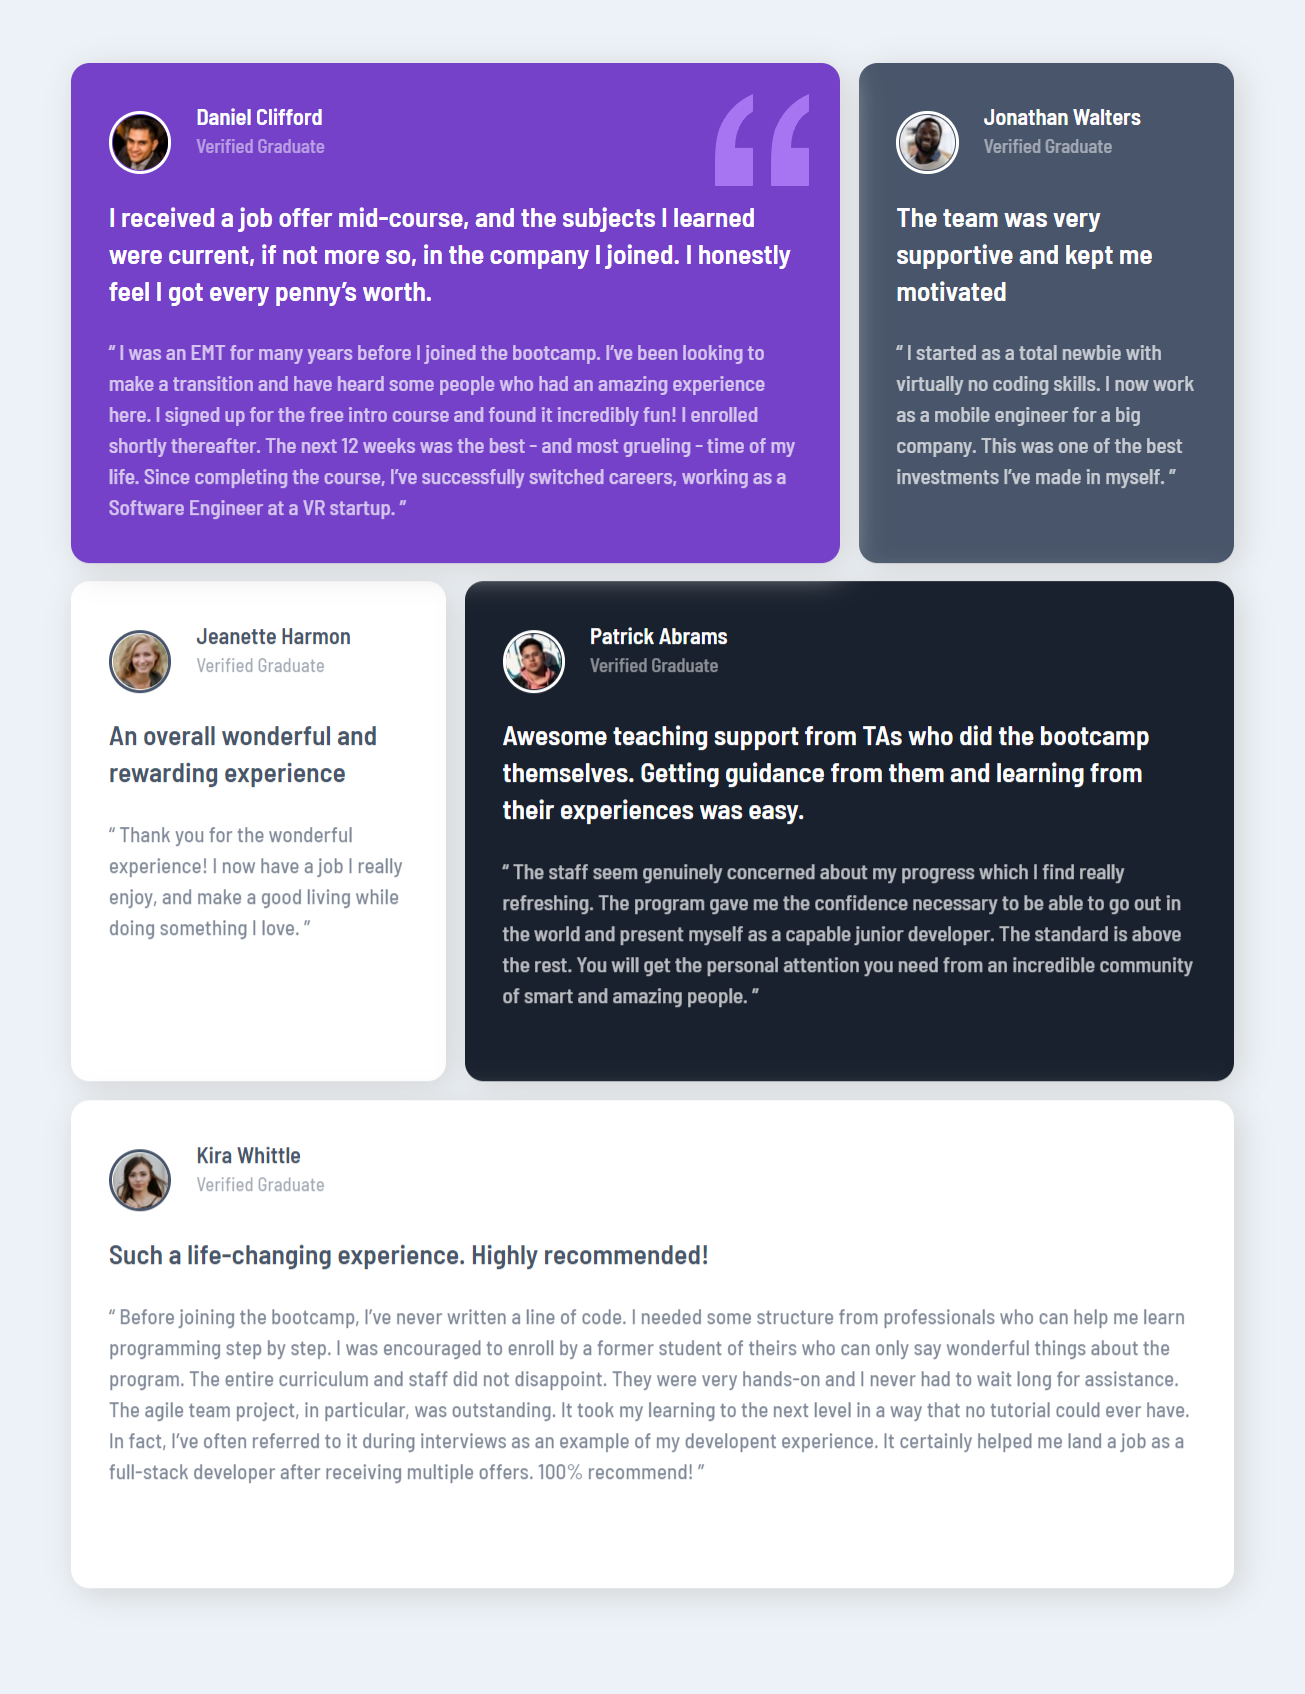 Daniel Clifford
Verified Graduate
I received a job offer mid-course, and the subjects I learned
were current, if not more so, in the company I joined. I honestly
feel I got every penny’s worth.
“ I was an EMT for many years before I joined the bootcamp. I’ve been looking to
make a transition and have heard some people who had an amazing experience
here. I signed up for the free intro course and found it incredibly fun! I enrolled
shortly thereafter. The next 12 weeks was the best - and most grueling - time of my
life. Since completing the course, I’ve successfully switched careers, working as a
Software Engineer at a VR startup. ”
Jonathan Walters
Verified Graduate
The team was very
supportive and kept me
motivated
“ I started as a total newbie with
virtually no coding skills. I now work
as a mobile engineer for a big
company. This was one of the best
investments I’ve made in myself. ”
Jeanette Harmon
Verified Graduate
An overall wonderful and
rewarding experience
“ Thank you for the wonderful
experience! I now have a job I really
enjoy, and make a good living while
doing something I love. ”
Patrick Abrams
Verified Graduate
Awesome teaching support from TAs who did the bootcamp
themselves. Getting guidance from them and learning from
their experiences was easy.
“ The staff seem genuinely concerned about my progress which I find really
refreshing. The program gave me the confidence necessary to be able to go out in
the world and present myself as a capable junior developer. The standard is above
the rest. You will get the personal attention you need from an incredible community
of smart and amazing people. ”
Kira Whittle
Verified Graduate
Such a life-changing experience. Highly recommended!
“ Before joining the bootcamp, I’ve never written a line of code. I needed some structure from professionals who can help me learn
programming step by step. I was encouraged to enroll by a former student of theirs who can only say wonderful things about the
program. The entire curriculum and staff did not disappoint. They were very hands-on and I never had to wait long for assistance.
The agile team project, in particular, was outstanding. It took my learning to the next level in a way that no tutorial could ever have.
In fact, I’ve often referred to it during interviews as an example of my developent experience. It certainly helped me land a job as a
full-stack developer after receiving multiple offers. 100% recommend! ”